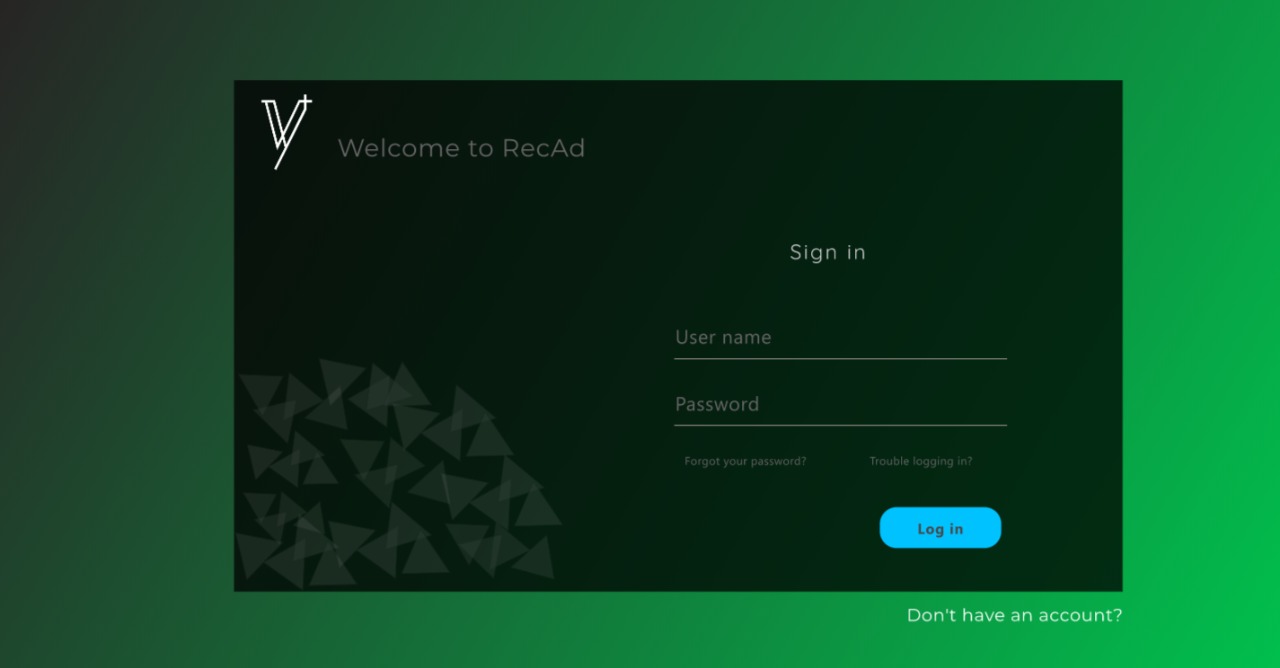 Welcome to RecAd
Sign in
User name
Password
Forgot your password? Trouble logging in?
Log in
Don't have an account?